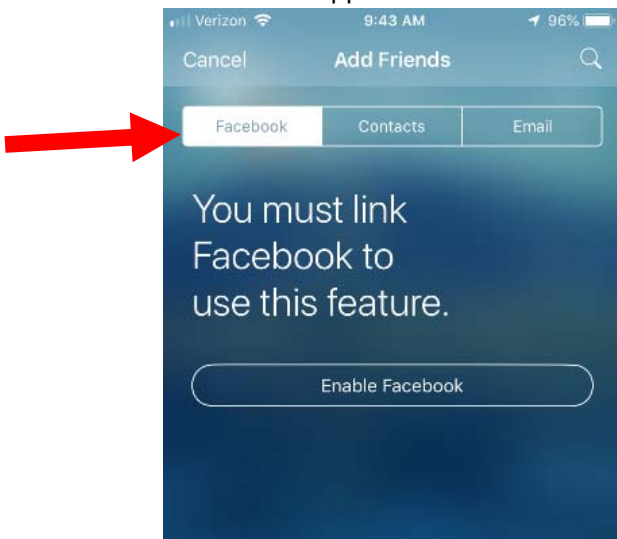 Verizon 9:43 AM 96%
Cancel Add Friends
Facebook Contacts Email
You must link
Facebook to
use this feature.
Enable Facebook